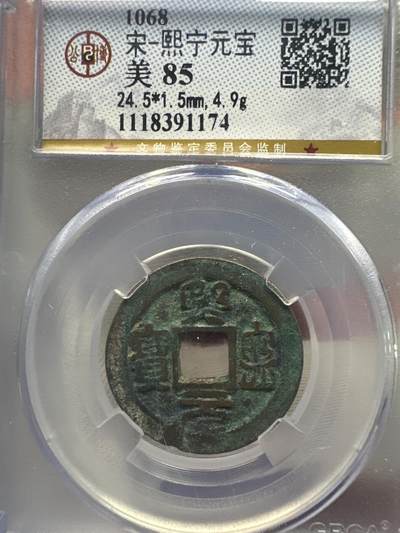 1068
宋-熙宁元宝
美 85
24.5*1.5mm,4.9g
1118391174
文物鉴定委员会监制
熙
寧
元
寶